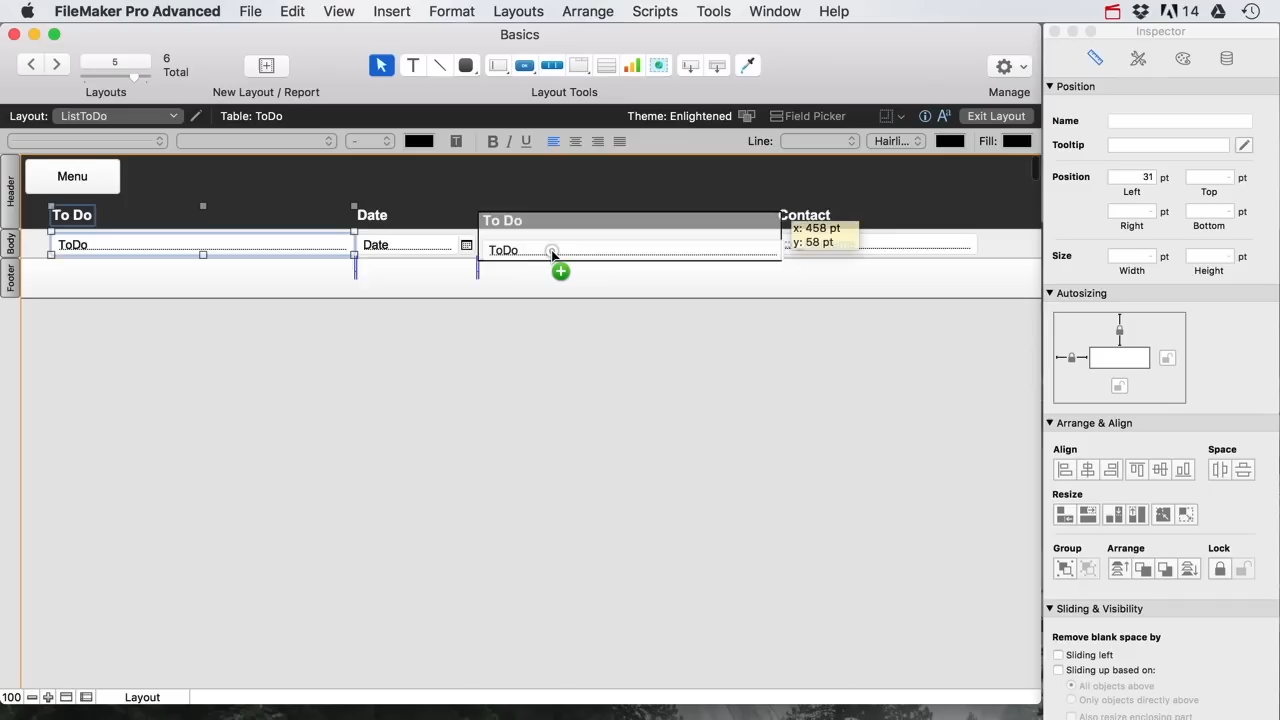 FileMaker Pro Advanced File Edit View Insert Format Layouts Arrange Scripts Tools Window Help 14
Basics
Inspector
5
6
Total
Layouts
New Layout / Report
Layout Tools
Manage
Position
Layout: ListToDo Table: ToDo Theme: Enlightened Field Picker Exit Layout
Name
- B I U Line: Hairli... Fill:
Tooltip
Menu
Position 31 pt - pt
Left Top
To Do Date To Do Contact
- pt - pt
Right Bottom
x: 458 pt
y: 58 pt
Header
Body
Footer
ToDo Date ToDo
Size - pt - pt
Width Height
Autosizing
Arrange & Align
Align Space
Resize
Group Arrange Lock
Sliding & Visibility
Remove blank space by
Sliding left
Sliding up based on:
All objects above
Only objects directly above
Also resize enclosing part
100 Layout